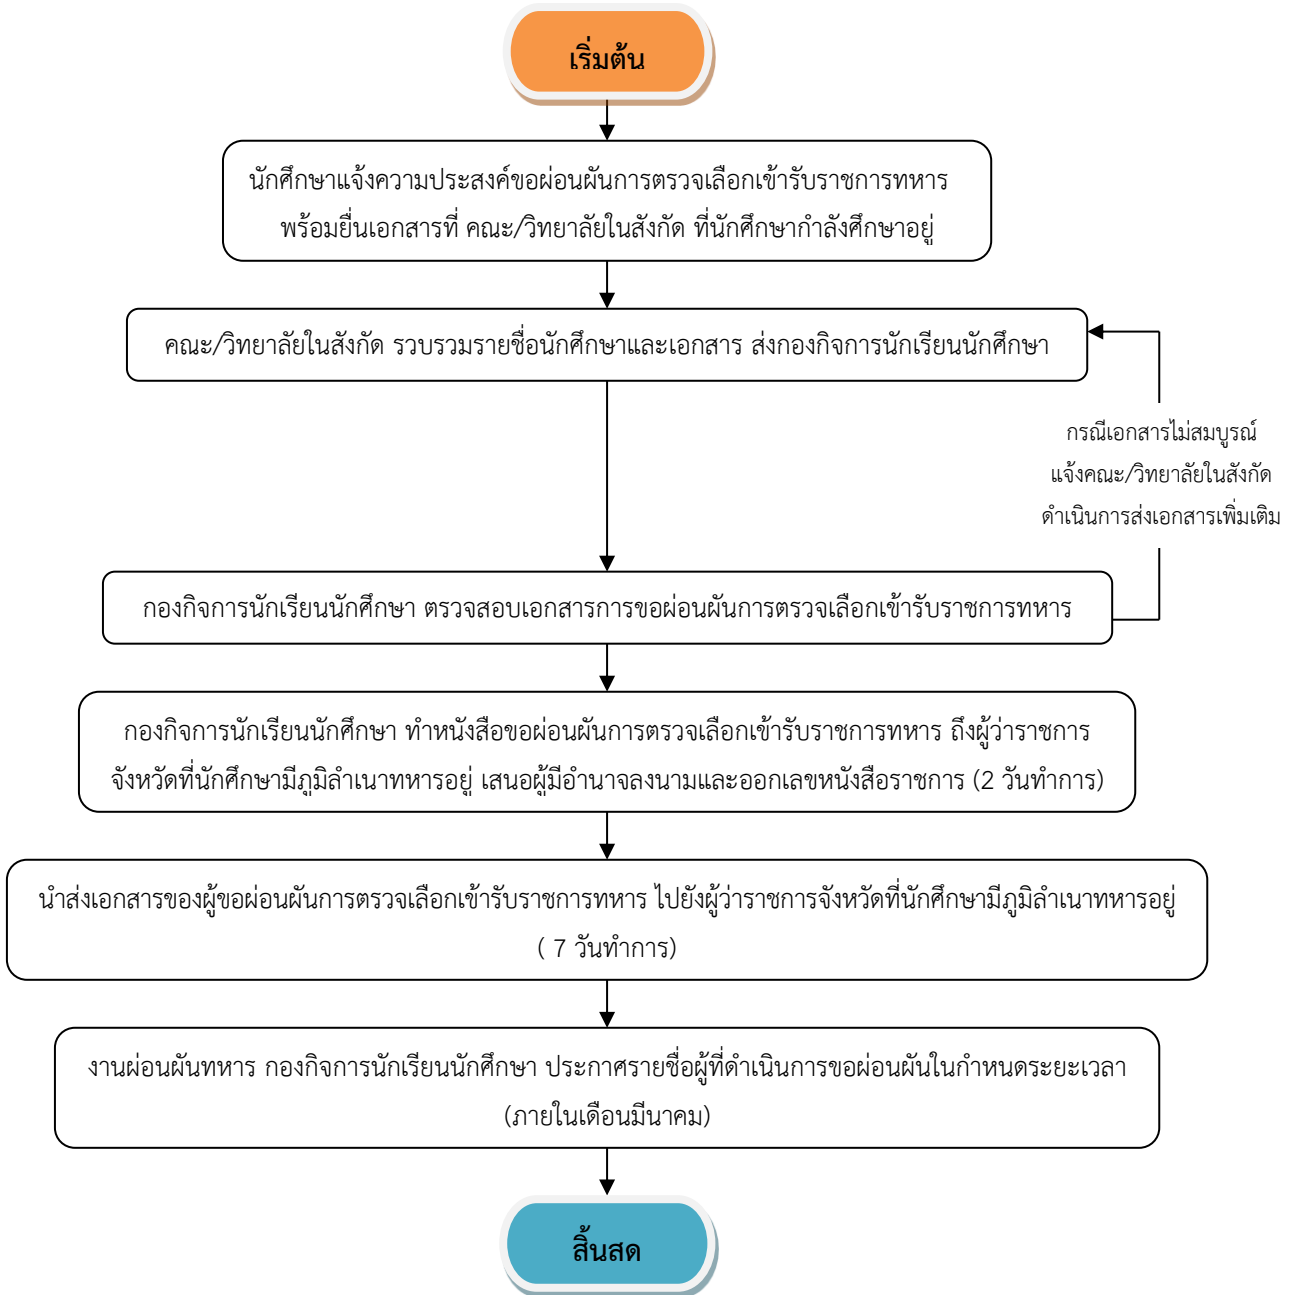 เริ่มต้น
นักศึกษาแจ้งความประสงค์ขอผ่อนผันการตรวจเลือกเข้ารับราชการทหาร
พร้อมยื่นเอกสารที่ คณะ/วิทยาลัยในสังกัด ที่นักศึกษากำลังศึกษาอยู่
คณะ/วิทยาลัยในสังกัด รวบรวมรายชื่อนักศึกษาและเอกสาร ส่งกองกิจการนักเรียนนักศึกษา
กรณีเอกสารไม่สมบูรณ์
แจ้งคณะ/วิทยาลัยในสังกัด
ดำเนินการส่งเอกสารเพิ่มเติม
กองกิจการนักเรียนนักศึกษา ตรวจสอบเอกสารการขอผ่อนผันการตรวจเลือกเข้ารับราชการทหาร
กองกิจการนักเรียนนักศึกษา ทำหนังสือขอผ่อนผันการตรวจเลือกเข้ารับราชการทหาร ถึงผู้ว่าราชการ
จังหวัดที่นักศึกษามีภูมิลำเนาทหารอยู่ เสนอผู้มีอำนาจลงนามและออกเลขหนังสือราชการ (2 วันทำการ)
นำส่งเอกสารของผู้ขอผ่อนผันการตรวจเลือกเข้ารับราชการทหาร ไปยังผู้ว่าราชการจังหวัดที่นักศึกษามีภูมิลำเนาทหารอยู่
( 7 วันทำการ)
งานผ่อนผันทหาร กองกิจการนักเรียนนักศึกษา ประกาศรายชื่อผู้ที่ดำเนินการขอผ่อนผันในกำหนดระยะเวลา
(ภายในเดือนมีนาคม)
สิ้นสด